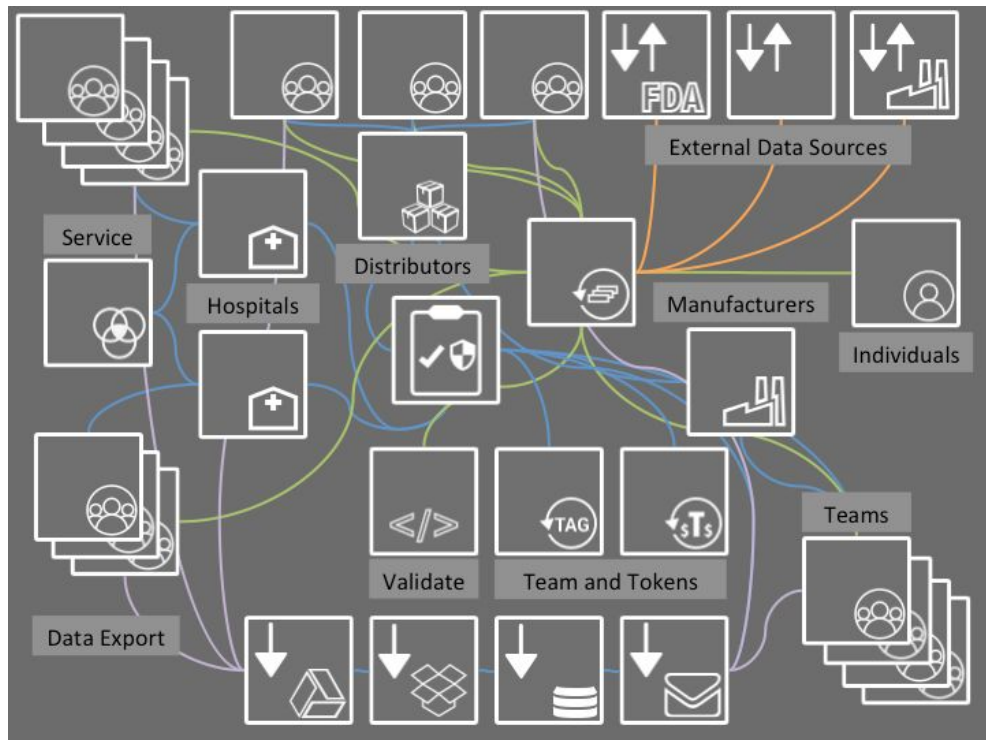 FDA
External Data Sources
Service
Distributors
Hospitals
Manufacturers
Individuals
</>
TAG
$T$
Teams
Validate
Team and Tokens
Data Export